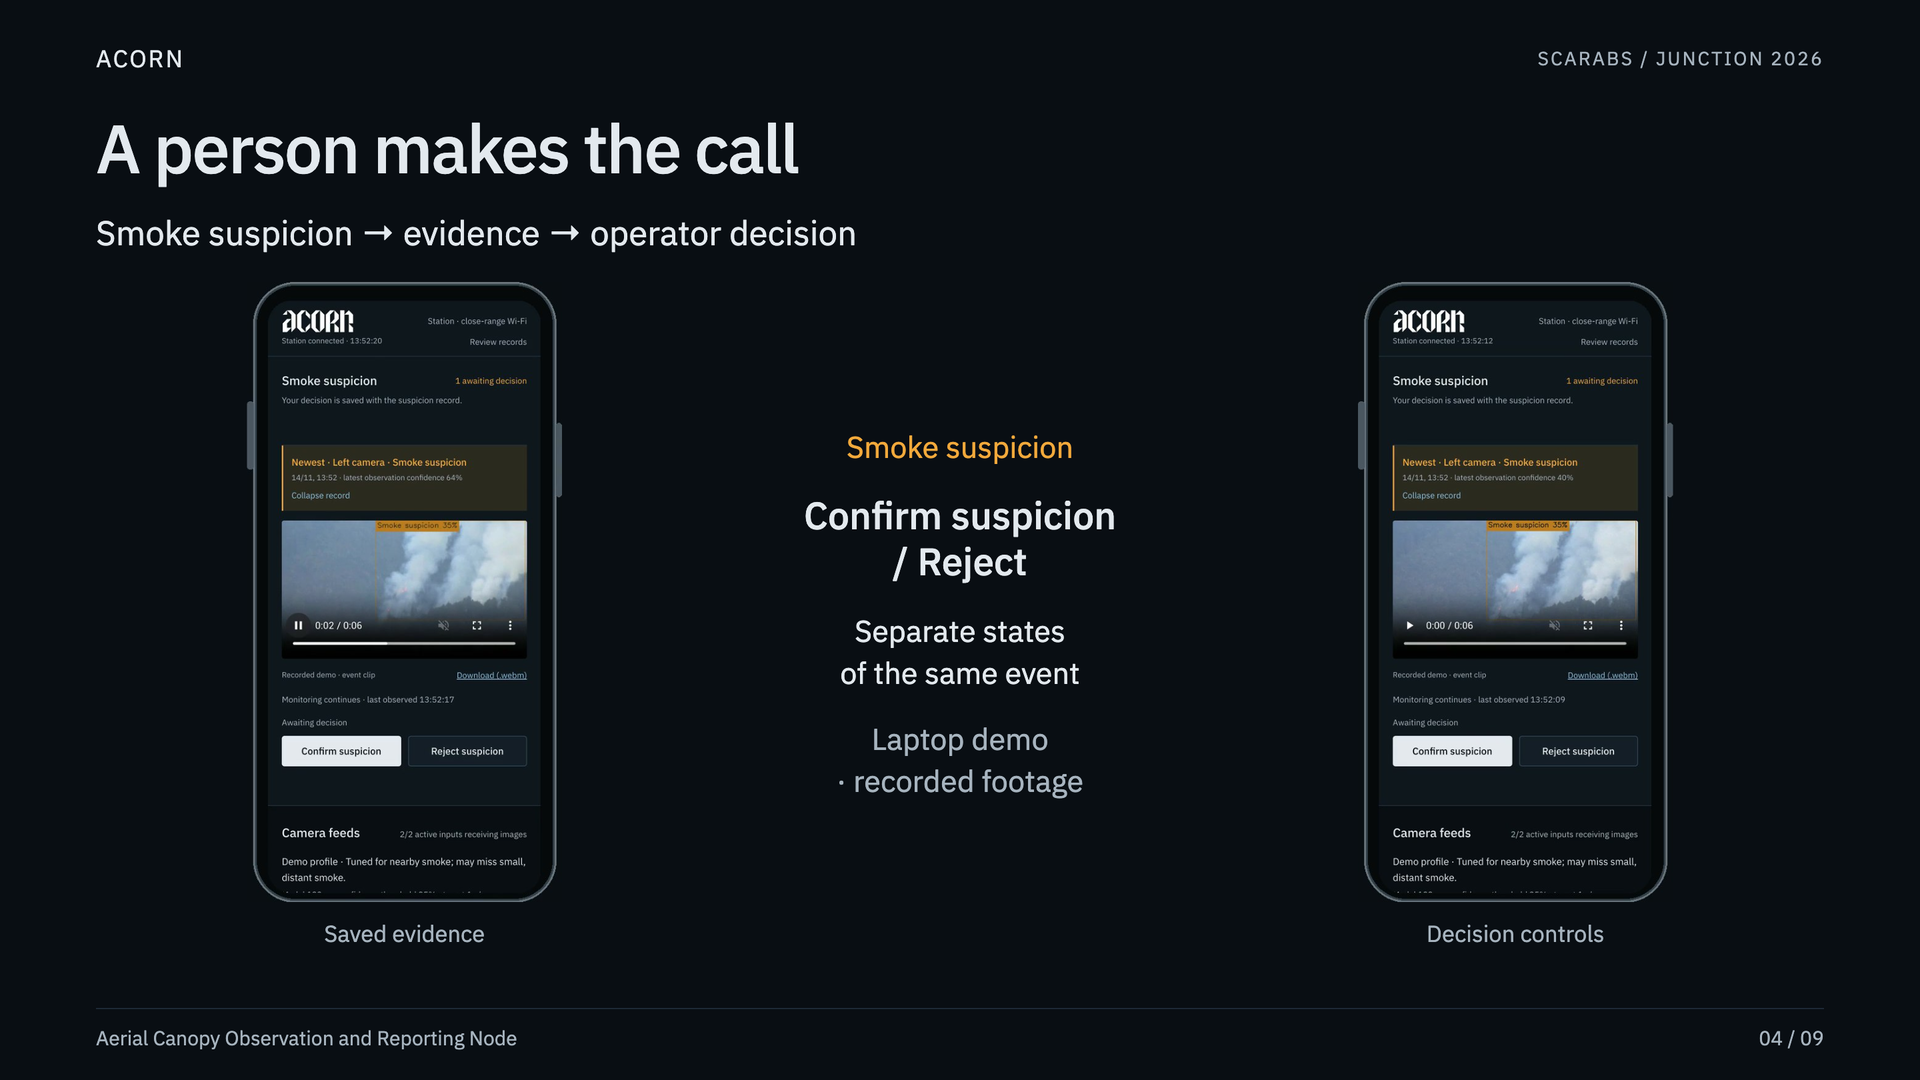 ACORN
SCARABS / JUNCTION 2026
A person makes the call
Smoke suspicion → evidence → operator decision
acorn
Station · close-range Wi-Fi
Station connected · 13:52:20
Review records
Smoke suspicion
1 awaiting decision
Your decision is saved with the suspicion record.
Newest · Left camera · Smoke suspicion
14/11, 13:52 · latest observation confidence 64%
Collapse record
Smoke suspicion 35%
0:02 / 0:06
Recorded demo · event clip
Download (.webm)
Monitoring continues · last observed 13:52:17
Awaiting decision
Confirm suspicion
Reject suspicion
Camera feeds
2/2 active inputs receiving images
Demo profile · Tuned for nearby smoke; may miss small,
distant smoke.
Saved evidence
Smoke suspicion
Confirm suspicion
/ Reject
Separate states
of the same event
Laptop demo
· recorded footage
acorn
Station · close-range Wi-Fi
Station connected · 13:52:12
Review records
Smoke suspicion
1 awaiting decision
Your decision is saved with the suspicion record.
Newest · Left camera · Smoke suspicion
14/11, 13:52 · latest observation confidence 40%
Collapse record
Smoke suspicion 35%
0:00 / 0:06
Recorded demo · event clip
Download (.webm)
Monitoring continues · last observed 13:52:09
Awaiting decision
Confirm suspicion
Reject suspicion
Camera feeds
2/2 active inputs receiving images
Demo profile · Tuned for nearby smoke; may miss small,
distant smoke.
Decision controls
Aerial Canopy Observation and Reporting Node
04 / 09